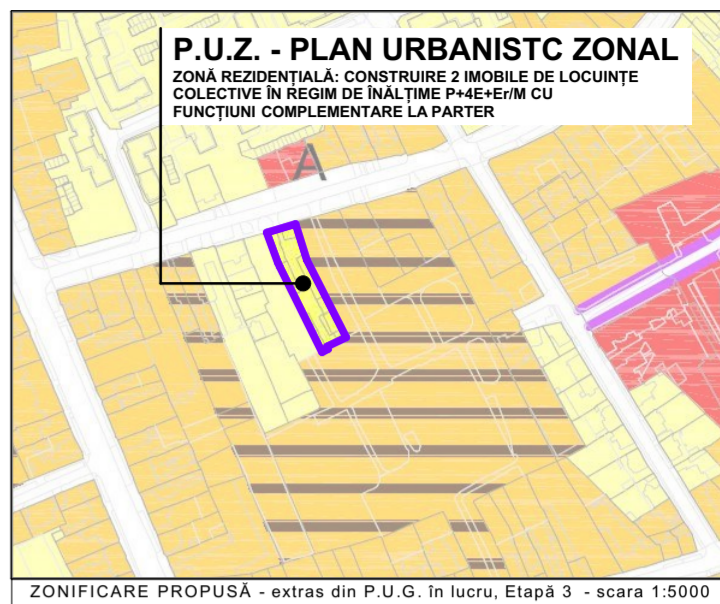 P.U.Z. - PLAN URBANISTC ZONAL
ZONĂ REZIDENȚIALĂ: CONSTRUIRE 2 IMOBILE DE LOCUINȚE
COLECTIVE ÎN REGIM DE ÎNĂLȚIME P+4E+Er/M CU
FUNCȚIUNI COMPLEMENTARE LA PARTER
A
ZONIFICARE PROPUSĂ - extras din P.U.G. în lucru, Etapă 3 - scara 1:5000